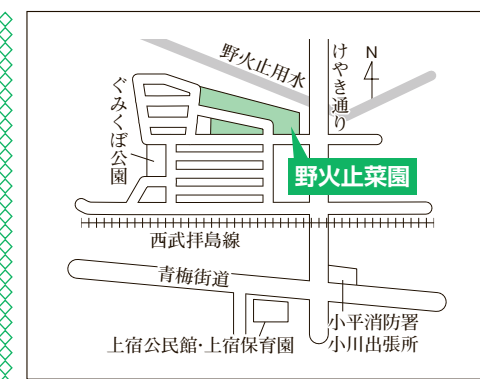 野火止用水
けやき通り
N
ぐみくぼ公園
野火止菜園
西武拝島線
青梅街道
小平消防署
小川出張所
上宿公民館・上宿保育園